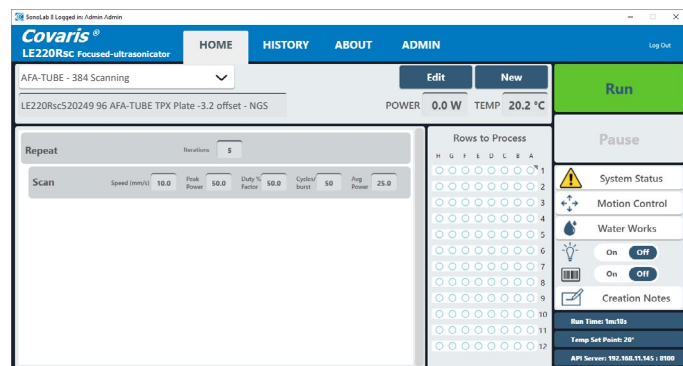 SonoLab 8 Logged in: Admin Admin
Covaris ®
LE220Rsc Focused-ultrasonicator
HOME HISTORY ABOUT ADMIN
Log Out
AFA-TUBE - 384 Scanning
Edit New
LE220Rsc520249 96 AFA-TUBE TPX Plate -3.2 offset - NGS
POWER 0.0 W TEMP 20.2 °C
Run
Pause
Repeat Iterations 5
Scan Speed (mm/s) 10.0 Peak Power 50.0 Duty % Factor 50.0 Cycles/burst 50 Avg Power 25.0
Rows to Process
H G F E D C B A
1
2
3
4
5
6
7
8
9
10
11
12
System Status
Motion Control
Water Works
On Off
On Off
Creation Notes
Run Time: 1m:18s
Temp Set Point: 20°
API Server: 192.168.11.145 : 8100